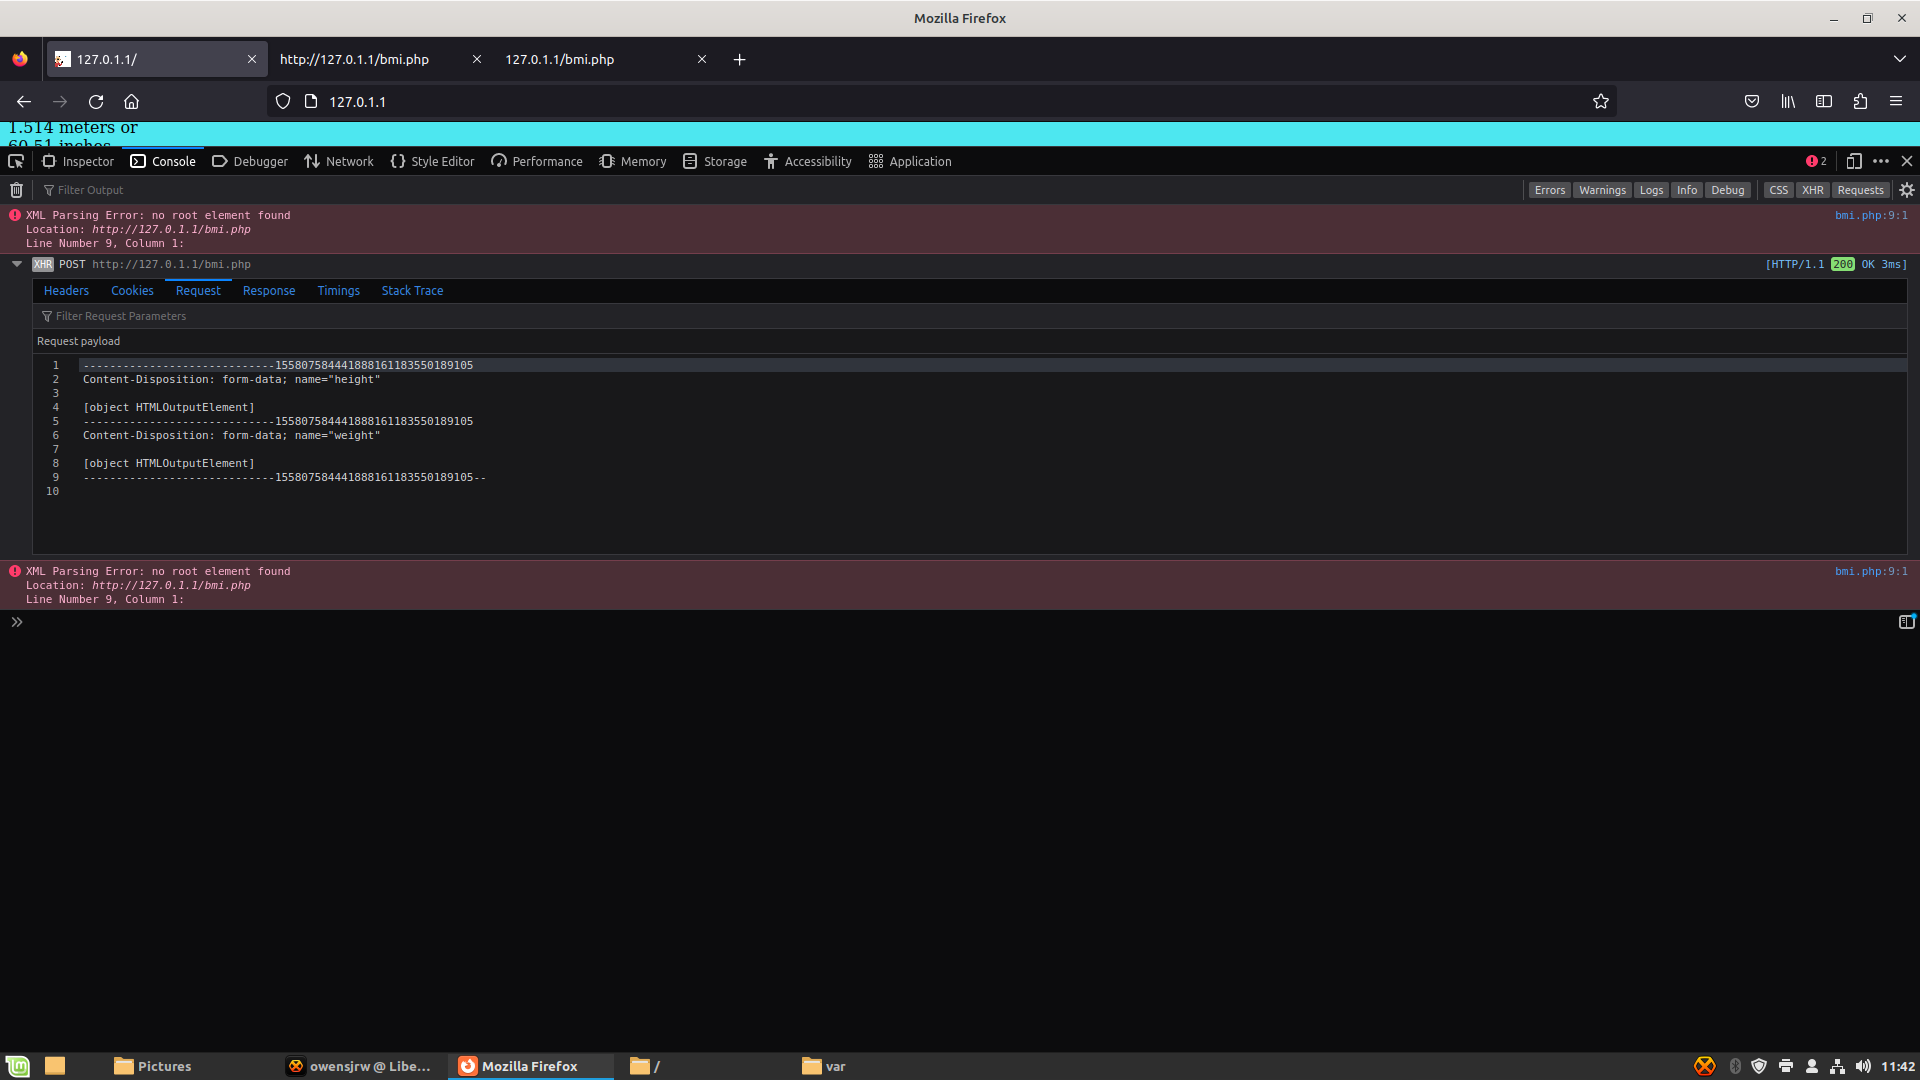 Mozilla Firefox
127.0.1.1/
http://127.0.1.1/bmi.php
127.0.1.1/bmi.php
127.0.1.1
1.514 meters or
60.51 inches
Inspector Console Debugger Network Style Editor Performance Memory Storage Accessibility Application 2
Filter Output Errors Warnings Logs Info Debug CSS XHR Requests
XML Parsing Error: no root element found bmi.php:9:1
Location: http://127.0.1.1/bmi.php
Line Number 9, Column 1:
XHR POST http://127.0.1.1/bmi.php [HTTP/1.1 200 OK 3ms]
Headers Cookies Request Response Timings Stack Trace
Filter Request Parameters
Request payload
1 -----------------------------155807584441888161183550189105
2 Content-Disposition: form-data; name="height"
3
4 [object HTMLOutputElement]
5 -----------------------------155807584441888161183550189105
6 Content-Disposition: form-data; name="weight"
7
8 [object HTMLOutputElement]
9 -----------------------------155807584441888161183550189105--
10
XML Parsing Error: no root element found bmi.php:9:1
Location: http://127.0.1.1/bmi.php
Line Number 9, Column 1:
Pictures owensjrw @ Libe... Mozilla Firefox / var 11:42